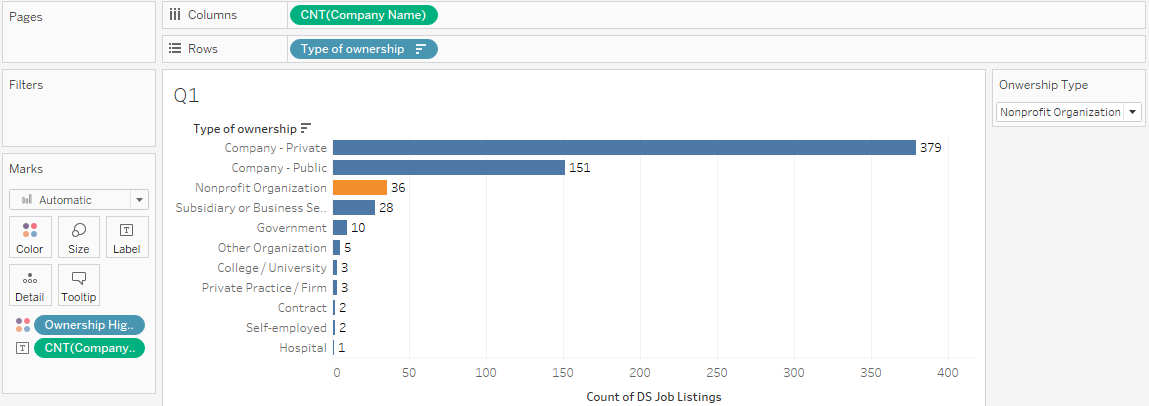 Pages
Columns
CNT(Company Name)
Rows
Type of ownership
Filters
Marks
Automatic
Color
Size
Label
Detail
Tooltip
Ownership Hig..
CNT(Company..
Q1
Type of ownership
Company - Private 379
Company - Public 151
Nonprofit Organization 36
Subsidiary or Business Se.. 28
Government 10
Other Organization 5
College / University 3
Private Practice / Firm 3
Contract 2
Self-employed 2
Hospital 1
0 50 100 150 200 250 300 350 400
Count of DS Job Listings
Onwership Type
Nonprofit Organization